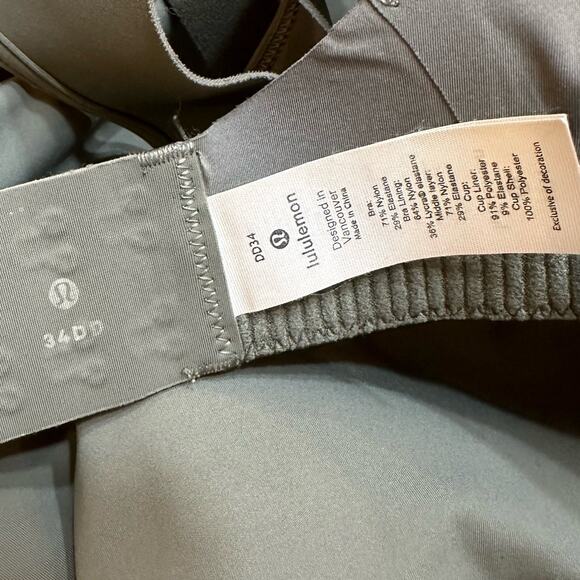 34DD
DD34
lululemon
Designed in
Vancouver
Made in China
Bra:
71% Nylon
29% Elastane
Bra Lining:
64% Nylon
36% Lycra® elastane
Middle layer:
71% Nylon
29% Elastane
Cup:
Cup Liner:
91% Polyester
9% Elastane
Cup Shell:
100% Polyester
Exclusive of decoration